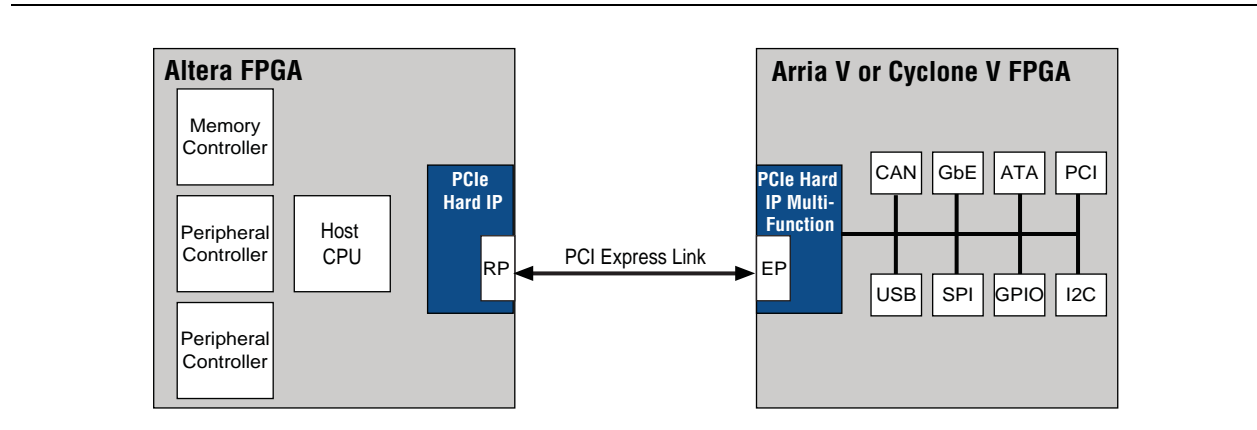 Altera FPGA
Memory
Controller
Peripheral
Controller
Host
CPU
Peripheral
Controller
PCIe
Hard IP
RP
PCI Express Link
Arria V or Cyclone V FPGA
PCIe Hard
IP Multi-
Function
EP
CAN
GbE
ATA
PCI
USB
SPI
GPIO
I2C